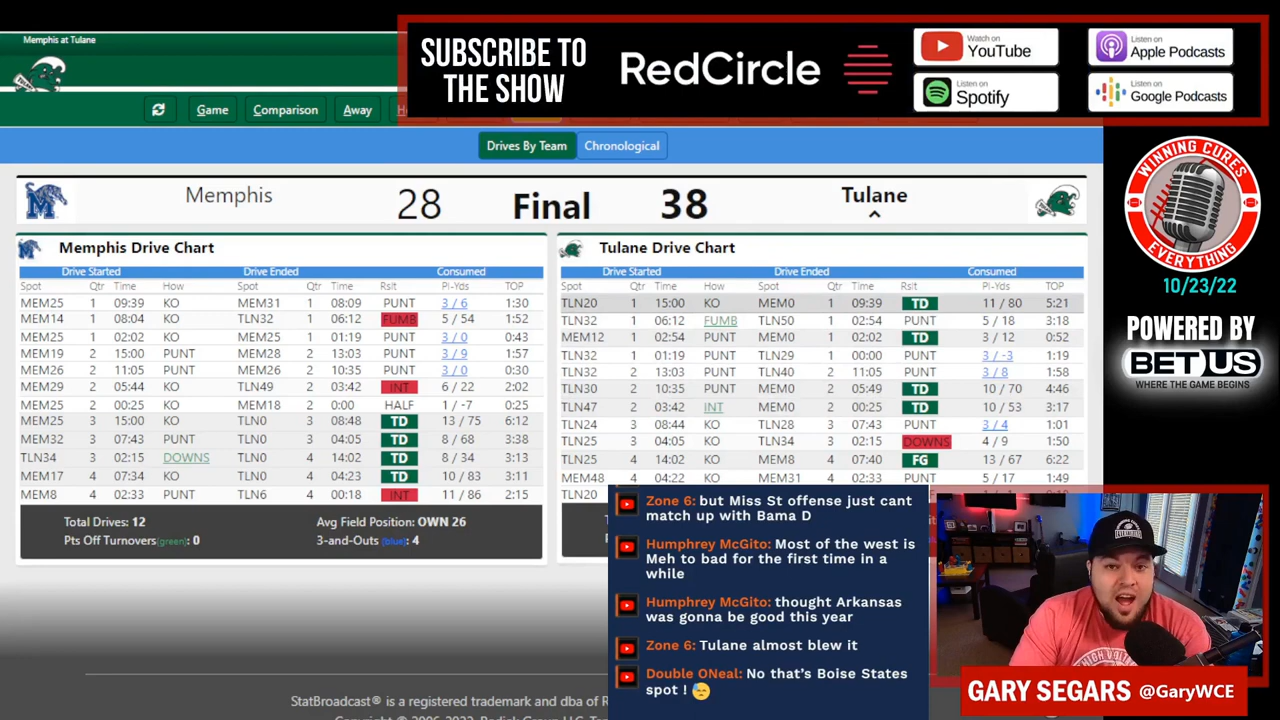 Memphis at Tulane
SUBSCRIBE TO
THE SHOW
RedCircle
Watch on
YouTube
Listen on
Apple Podcasts
Listen on
Spotify
Listen on
Google Podcasts
Game Comparison Away
Drives By Team Chronological
Memphis 28 Final 38 Tulane
WINNING CURES
EVERYTHING
10/23/22
POWERED BY
BETUS
WHERE THE GAME BEGINS
Memphis Drive Chart
Drive Started Drive Ended Consumed
Spot Qtr Time How Spot Qtr Time Rslt Pl-Yds TOP
MEM25 1 09:39 KO MEM31 1 08:09 PUNT 3 / 6 1:30
MEM14 1 08:04 KO TLN32 1 06:12 FUMB 5 / 54 1:52
MEM25 1 02:02 KO MEM25 1 01:19 PUNT 3 / 0 0:43
MEM19 2 15:00 PUNT MEM28 2 13:03 PUNT 3 / 9 1:57
MEM26 2 11:05 PUNT MEM26 2 10:35 PUNT 3 / 0 0:30
MEM29 2 05:44 KO TLN49 2 03:42 INT 6 / 22 2:02
MEM25 2 00:25 KO MEM18 2 0:00 HALF 1 / -7 0:25
MEM25 3 15:00 KO TLN0 3 08:48 TD 13 / 75 6:12
MEM32 3 07:43 PUNT TLN0 3 04:05 TD 8 / 68 3:38
TLN34 3 02:15 DOWNS TLN0 4 14:02 TD 8 / 34 3:13
MEM17 4 07:34 KO TLN0 4 04:23 TD 10 / 83 3:11
MEM8 4 02:33 PUNT TLN6 4 00:18 INT 11 / 86 2:15
Total Drives: 12 Avg Field Position: OWN 26
Pts Off Turnovers(green): 0 3-and-Outs (blue): 4
Tulane Drive Chart
Drive Started Drive Ended Consumed
Spot Qtr Time How Spot Qtr Time Rslt Pl-Yds TOP
TLN20 1 15:00 KO MEM0 1 09:39 TD 11 / 80 5:21
TLN32 1 06:12 FUMB TLN50 1 02:54 PUNT 5 / 18 3:18
MEM12 1 02:54 PUNT MEM0 1 02:02 TD 3 / 12 0:52
TLN32 1 01:19 PUNT TLN29 1 00:00 PUNT 3 / -3 1:19
TLN32 2 13:03 PUNT TLN40 2 11:05 PUNT 3 / 8 1:58
TLN30 2 10:35 PUNT MEM0 2 05:49 TD 10 / 70 4:46
TLN47 2 03:42 INT MEM0 2 00:25 TD 10 / 53 3:17
TLN24 3 08:44 KO TLN28 3 07:43 PUNT 3 / 4 1:01
TLN25 3 04:05 KO TLN34 3 02:15 DOWNS 4 / 9 1:50
TLN25 4 14:02 KO MEM8 4 07:40 FG 13 / 67 6:22
MEM48 4 04:22 KO MEM31 4 02:33 PUNT 5 / 17 1:49
TLN20
Zone 6: but Miss St offense just cant
match up with Bama D
Humphrey McGito: Most of the west is
Meh to bad for the first time in a
while
Humphrey McGito: thought Arkansas
was gonna be good this year
Zone 6: Tulane almost blew it
Double ONeal: No that's Boise States
spot ! 😓
GARY SEGARS @GaryWCE
StatBroadcast® is a registered trademark and dba of